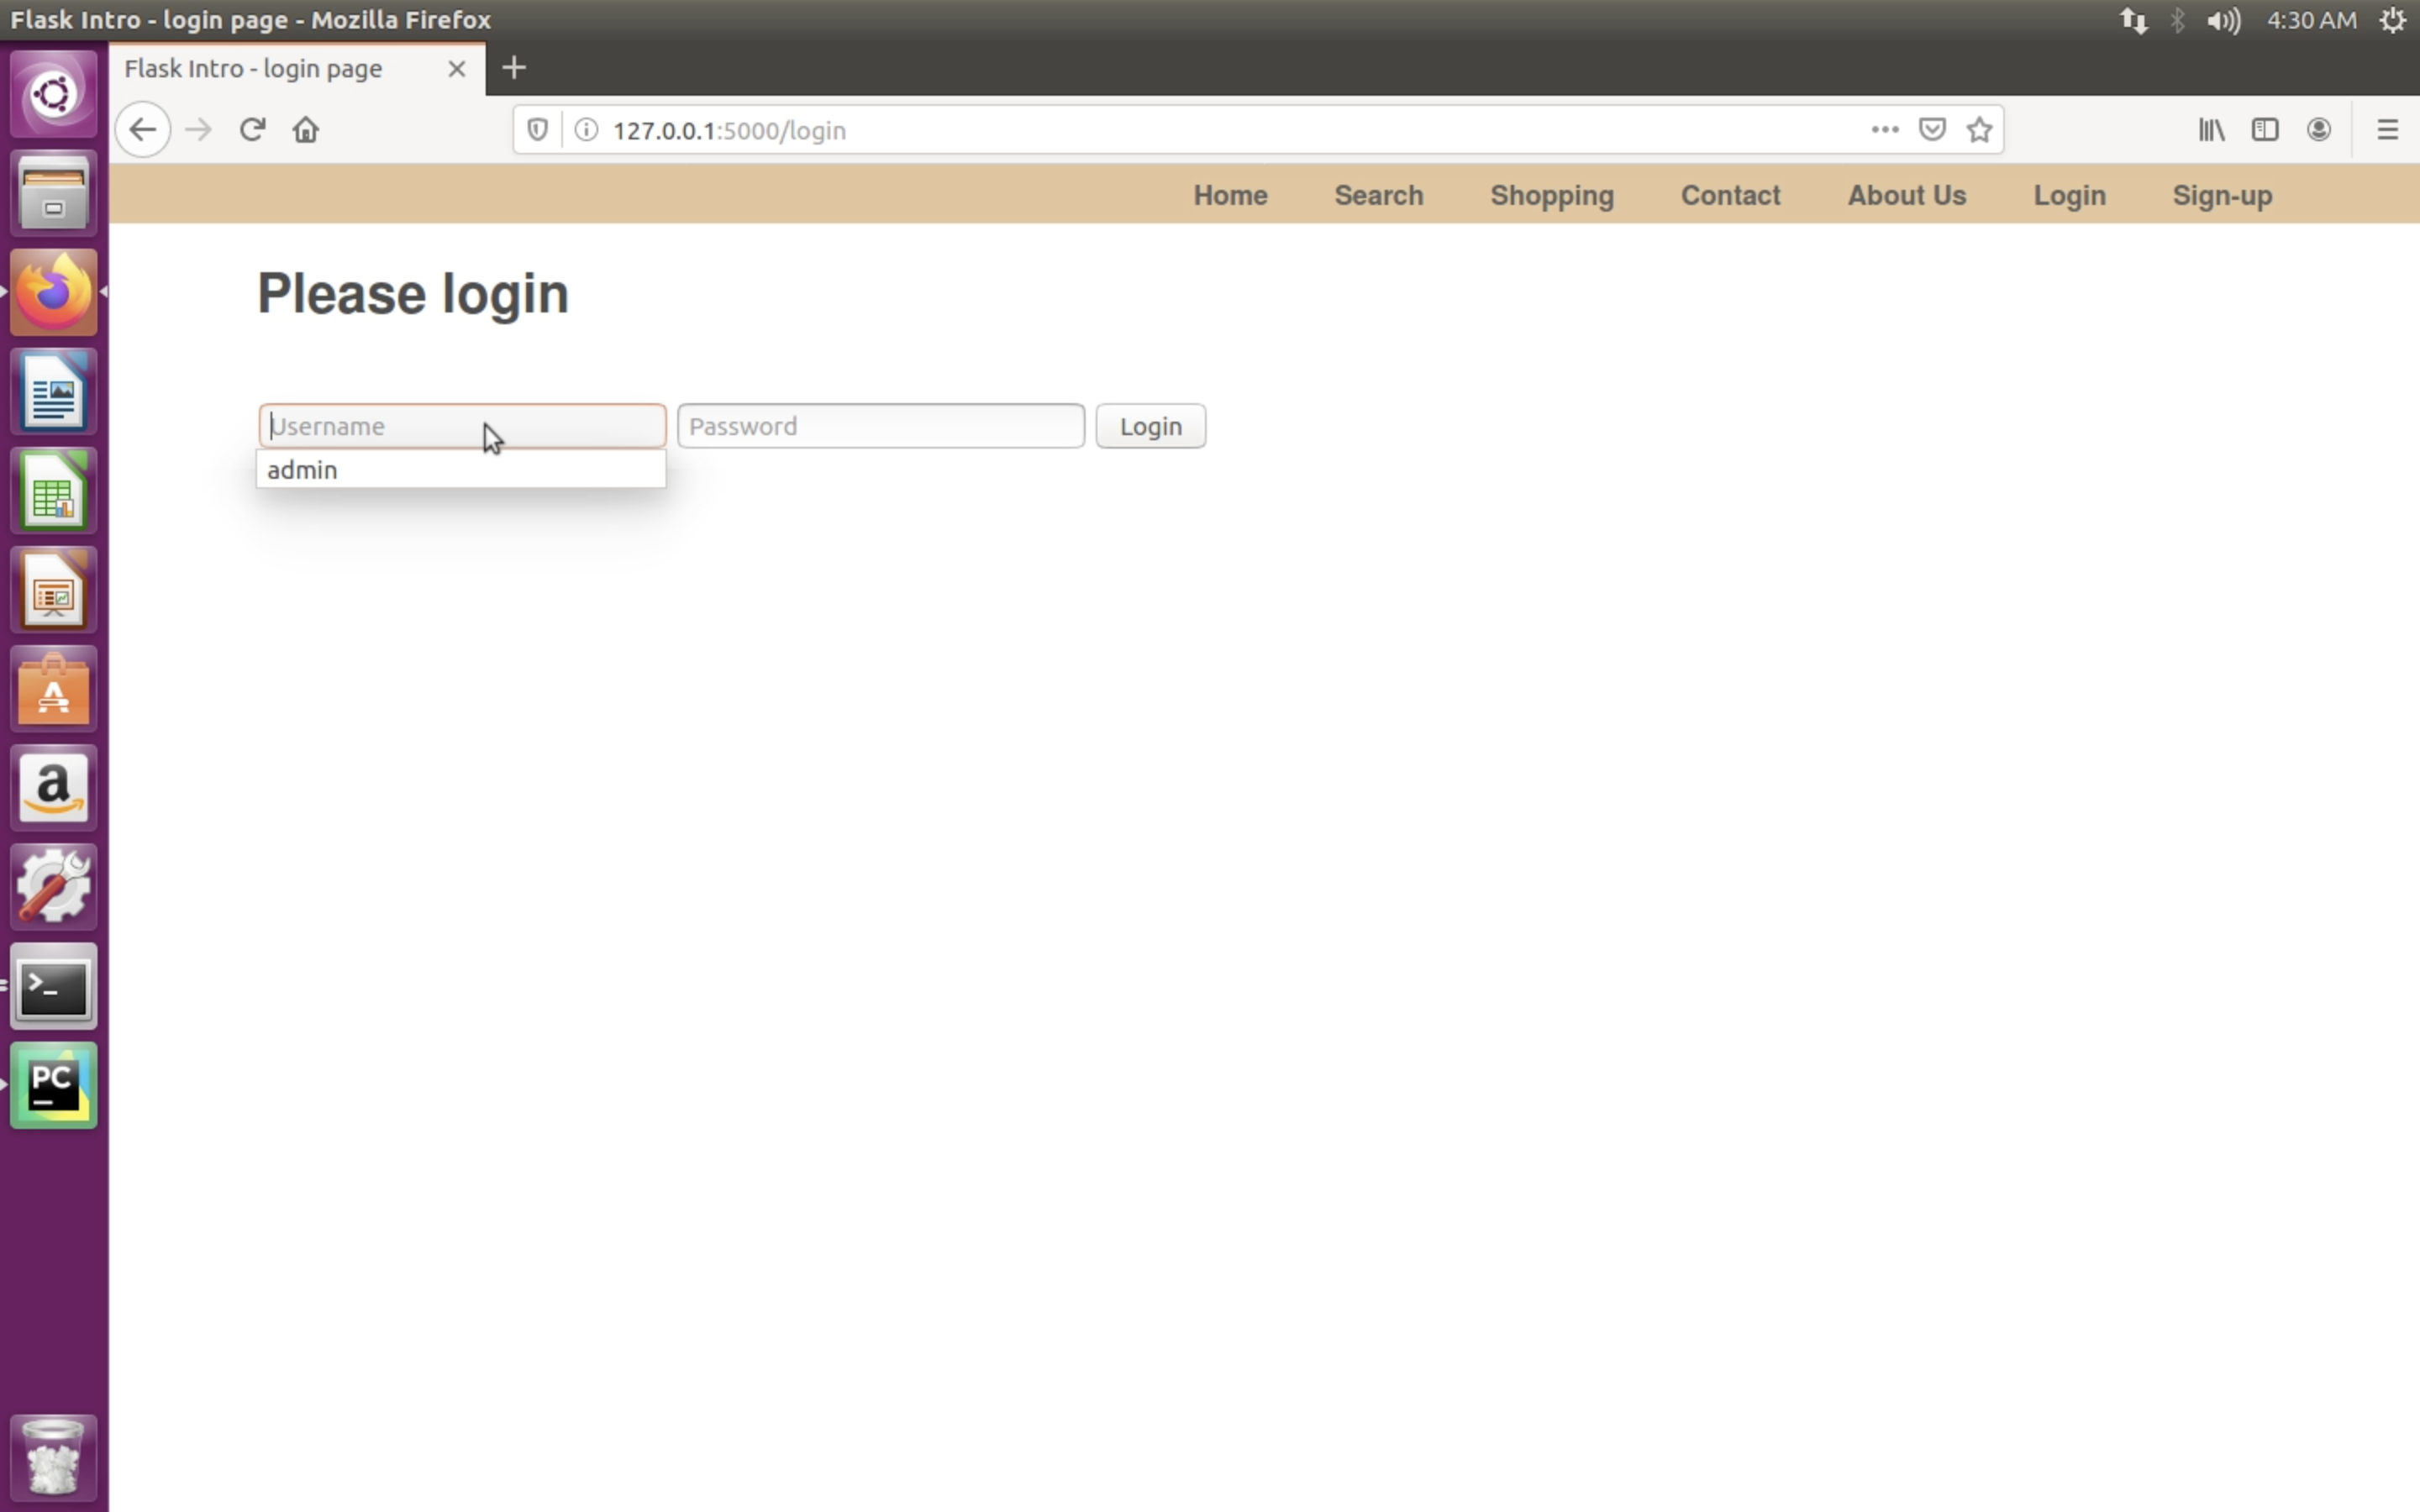 Flask Intro - login page - Mozilla Firefox
4:30 AM
Flask Intro - login page
127.0.0.1:5000/login
Home Search Shopping Contact About Us Login Sign-up
Please login
Username Password Login
admin
A
a
>_
PC